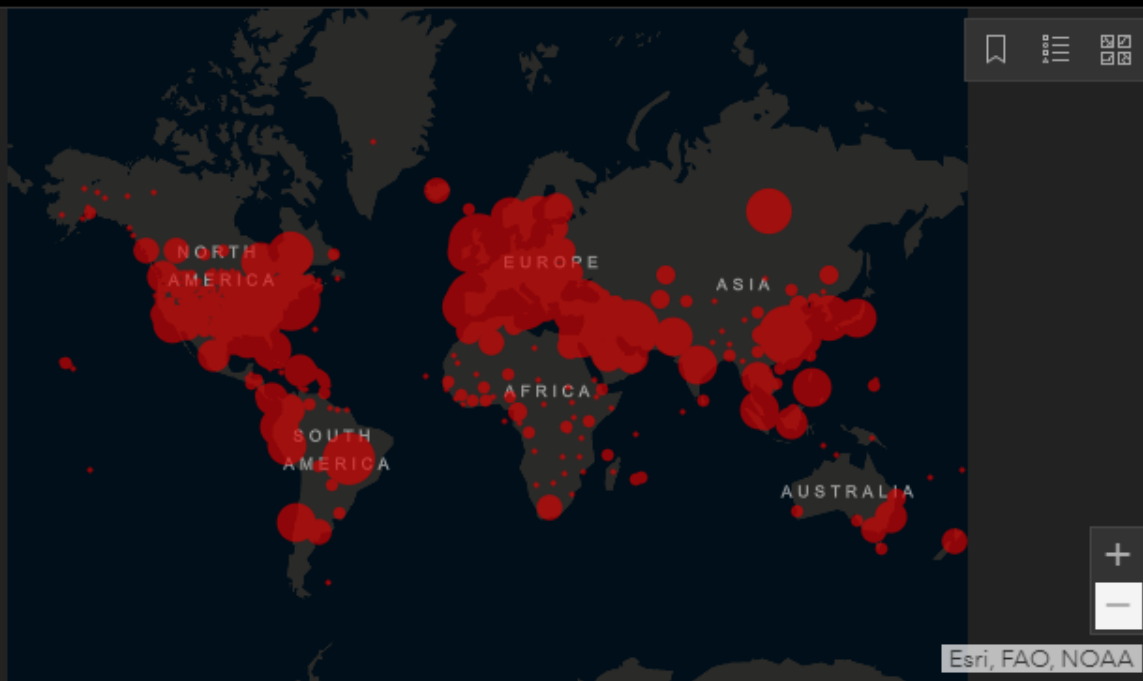 NORTH
AMERICA
EUROPE
ASIA
AFRICA
SOUTH
AMERICA
AUSTRALIA
Esri, FAO, NOAA